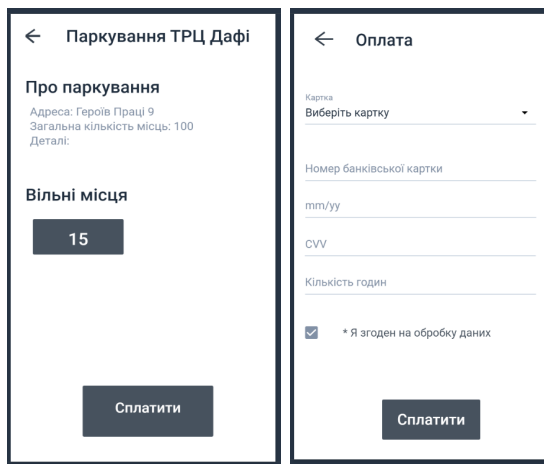 Паркування ТРЦ Дафі
Про паркування
Адреса: Героїв Праці 9
Загальна кількість місць: 100
Деталі:
Вільні місця
15
Сплатити
Оплата
Картка
Виберіть картку
Номер банківської картки
mm/yy
CVV
Кількість годин
* Я згоден на обробку даних
Сплатити